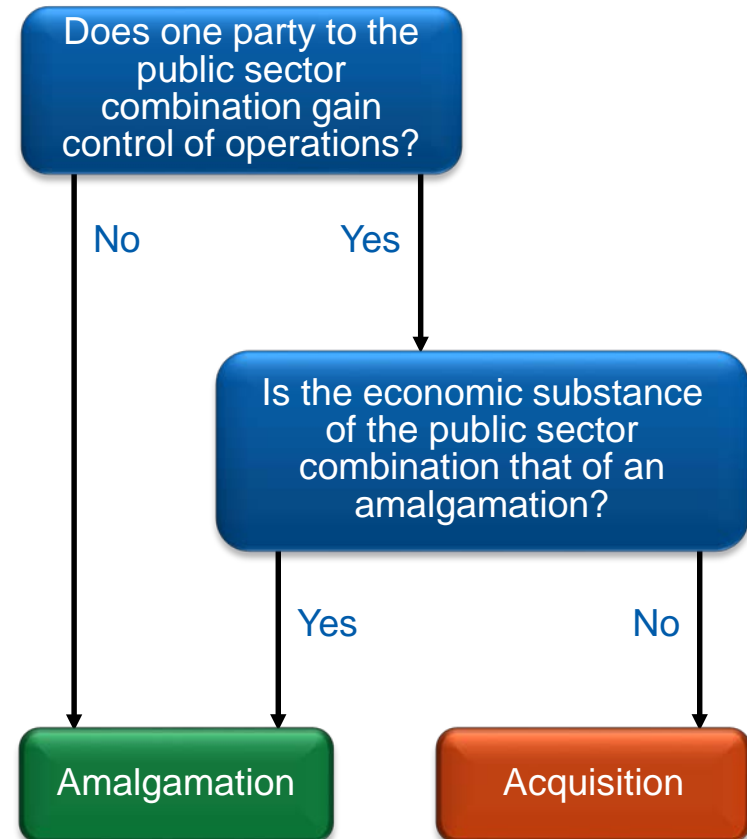 Does one party to the
public sector
combination gain
control of operations?
No
Yes
Is the economic substance
of the public sector
combination that of an
amalgamation?
Yes
No
Amalgamation
Acquisition